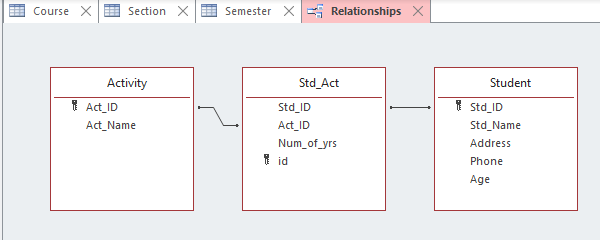 Course
Section
Semester
Relationships
Activity
Act_ID
Act_Name
Std_Act
Std_ID
Act_ID
Num_of_yrs
id
Student
Std_ID
Std_Name
Address
Phone
Age